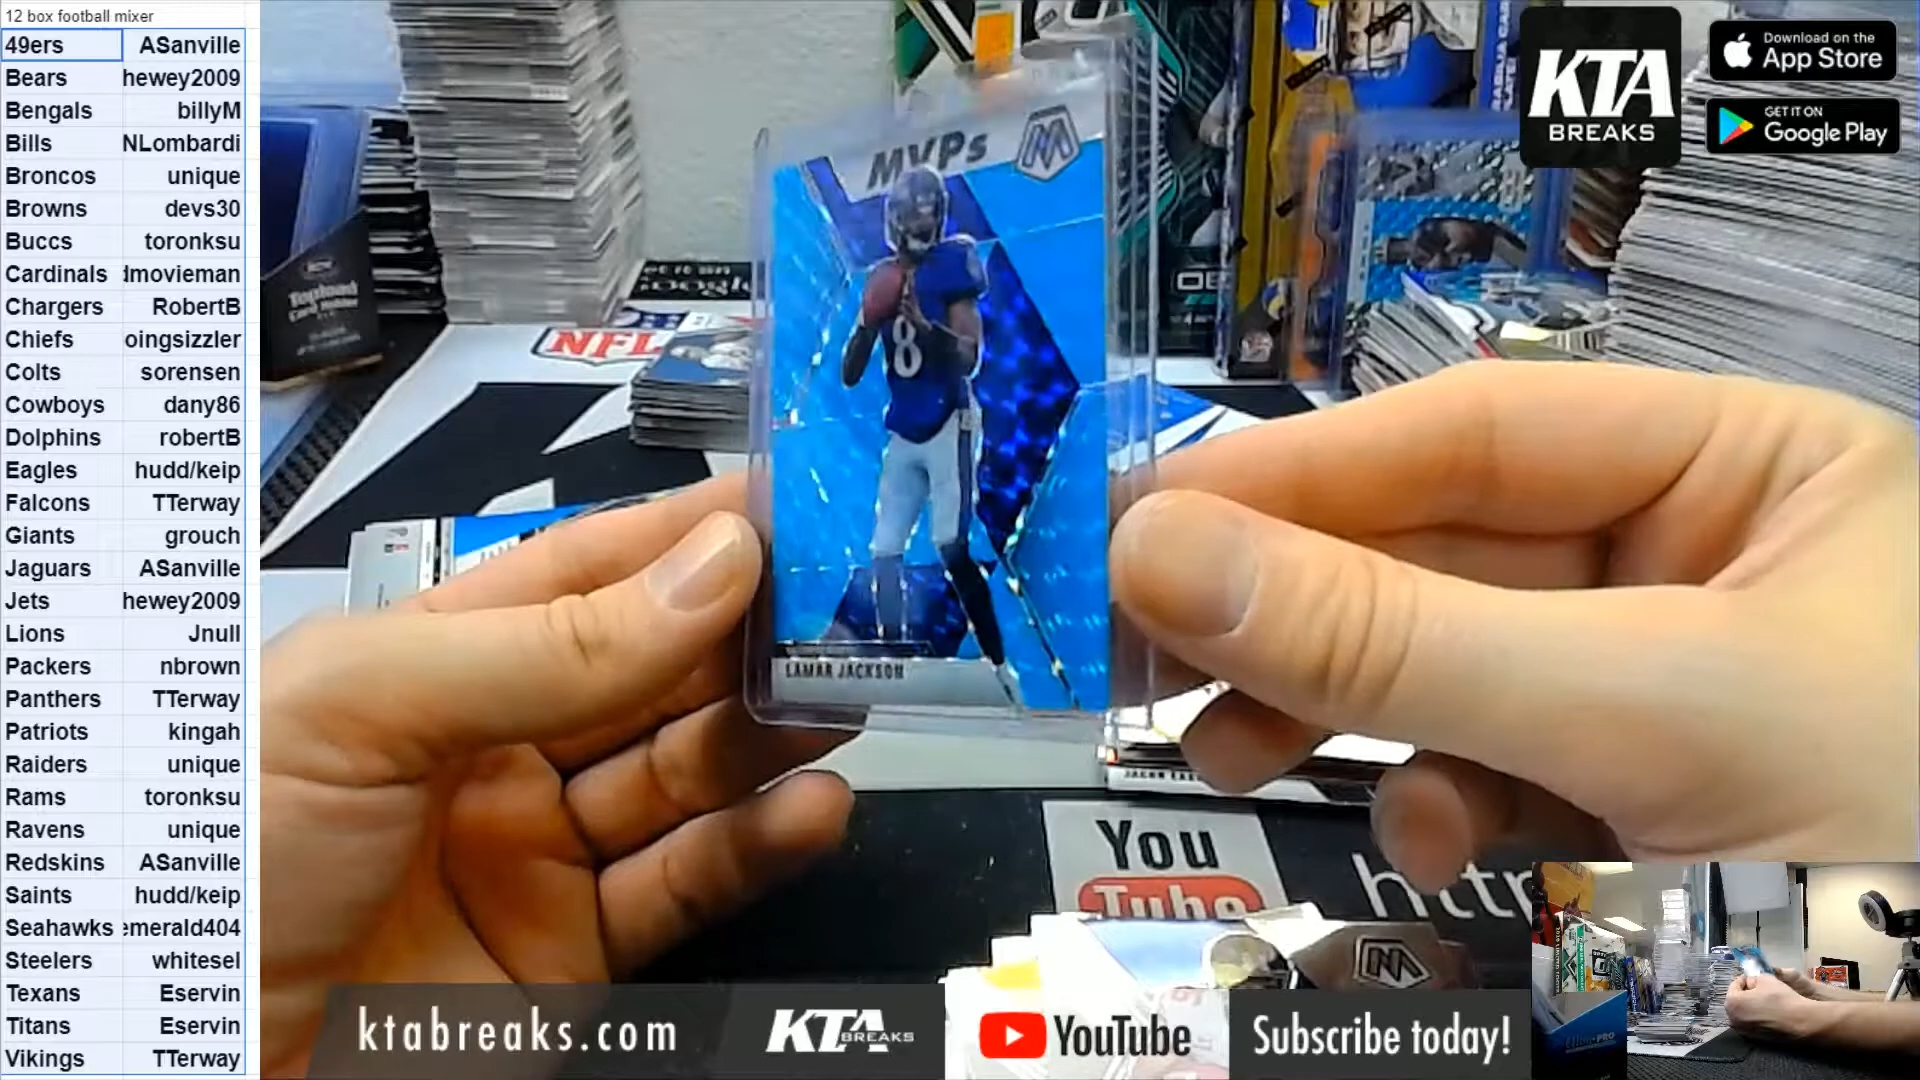 12 box football mixer
49ers ASanville
Bears hewey2009
Bengals billyM
Bills NLombardi
Broncos unique
Browns devs30
Buccs toronksu
Cardinals movieman
Chargers RobertB
Chiefs oingsizzler
Colts sorensen
Cowboys dany86
Dolphins robertB
Eagles hudd/keip
Falcons TTerway
Giants grouch
Jaguars ASanville
Jets hewey2009
Lions Jnull
Packers nbrown
Panthers TTerway
Patriots kingah
Raiders unique
Rams toronksu
Ravens unique
Redskins ASanville
Saints hudd/keip
Seahawks emerald404
Steelers whitesel
Texans Eservin
Titans Eservin
Vikings TTerway
KTA
BREAKS
Download on the
App Store
GET IT ON
Google Play
MVPs
M
8
LAMAR JACKSON
NFL
Toploader
Card Holder
You
Tube
http
M
ktabreaks.com
KTA BREAKS
YouTube
Subscribe today!